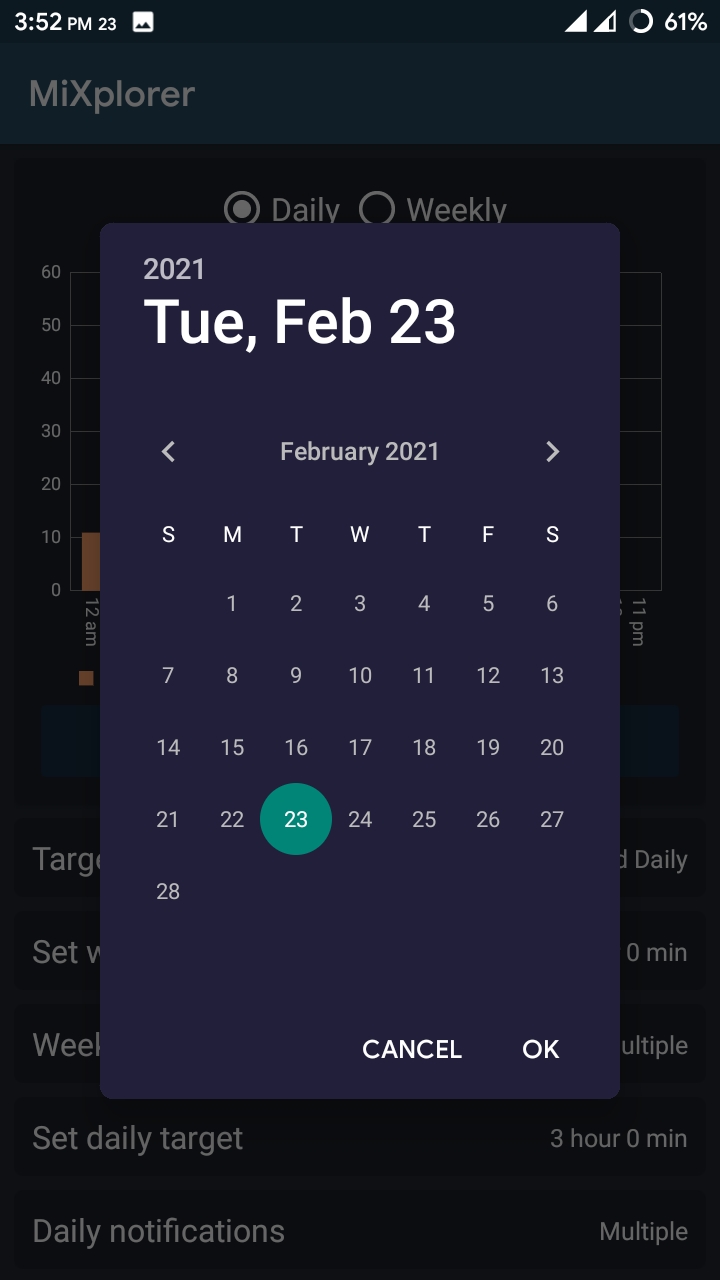 3:52 PM 23 61%
MiXplorer
Daily Weekly
2021
Tue, Feb 23
60
50
40
30
20
10
0
12 am
11 pm
February 2021
S M T W T F S
1 2 3 4 5 6
7 8 9 10 11 12 13
14 15 16 17 18 19 20
21 22 23 24 25 26 27
28
CANCEL OK
Daily
Set
0 min
Set daily target 3 hour 0 min
Daily notifications Multiple